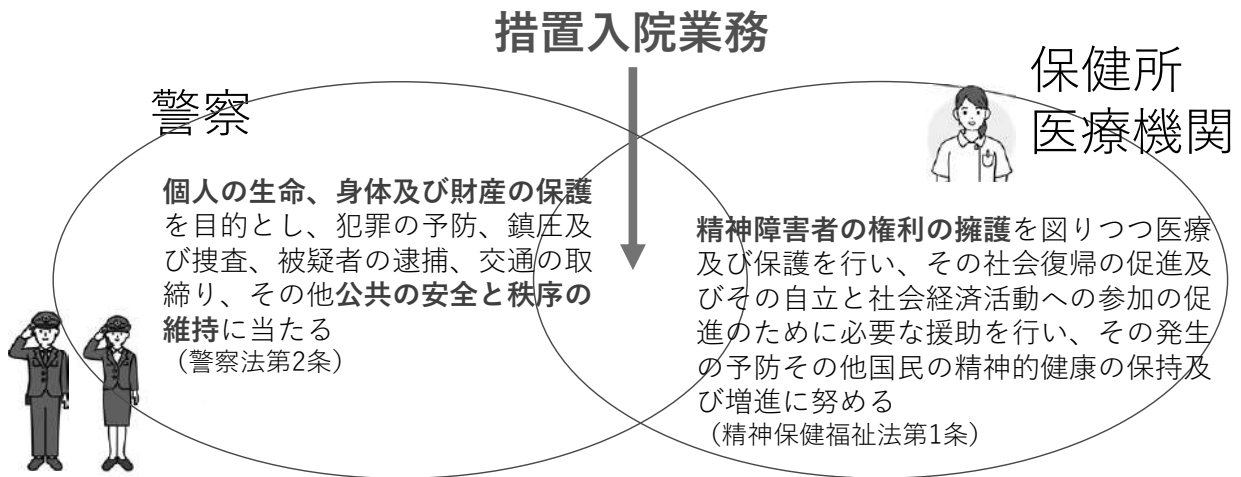 措置入院業務
警察
個人の生命、身体及び財産の保護
を目的とし、犯罪の予防、鎮圧及
び捜査、被疑者の逮捕、交通の取
締り、その他公共の安全と秩序の
維持に当たる
（警察法第2条）
保健所
医療機関
精神障害者の権利の擁護を図りつつ医療
及び保護を行い、その社会復帰の促進及
びその自立と社会経済活動への参加の促
進のために必要な援助を行い、その発生
の予防その他国民の精神的健康の保持及
び増進に努める
（精神保健福祉法第1条）